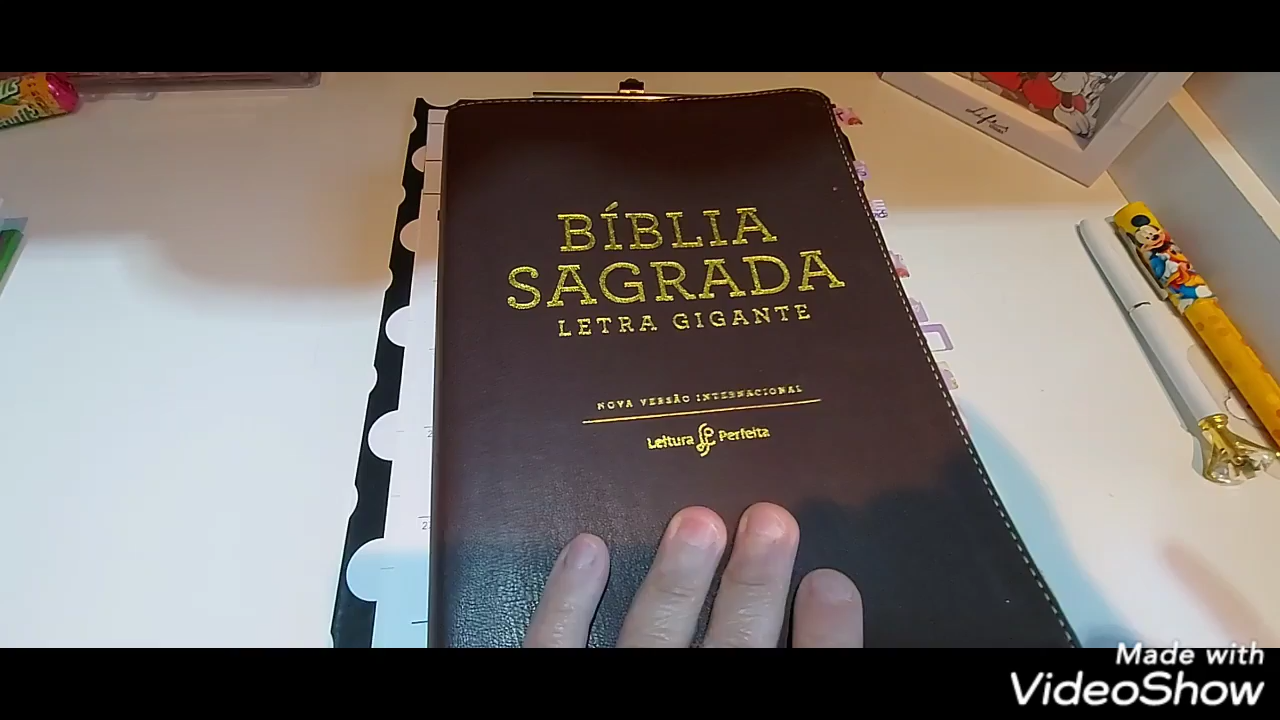 BÍBLIA
SAGRADA
LETRA GIGANTE
NOVA VERSÃO INTERNACIONAL
Leitura Perfeita
Made with
VideoShow